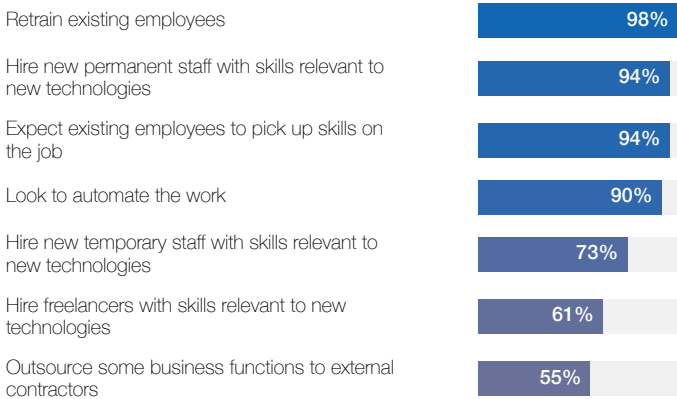 Retrain existing employees 98%
Hire new permanent staff with skills relevant to
new technologies 94%
Expect existing employees to pick up skills on
the job 94%
Look to automate the work 90%
Hire new temporary staff with skills relevant to
new technologies 73%
Hire freelancers with skills relevant to new
technologies 61%
Outsource some business functions to external
contractors 55%